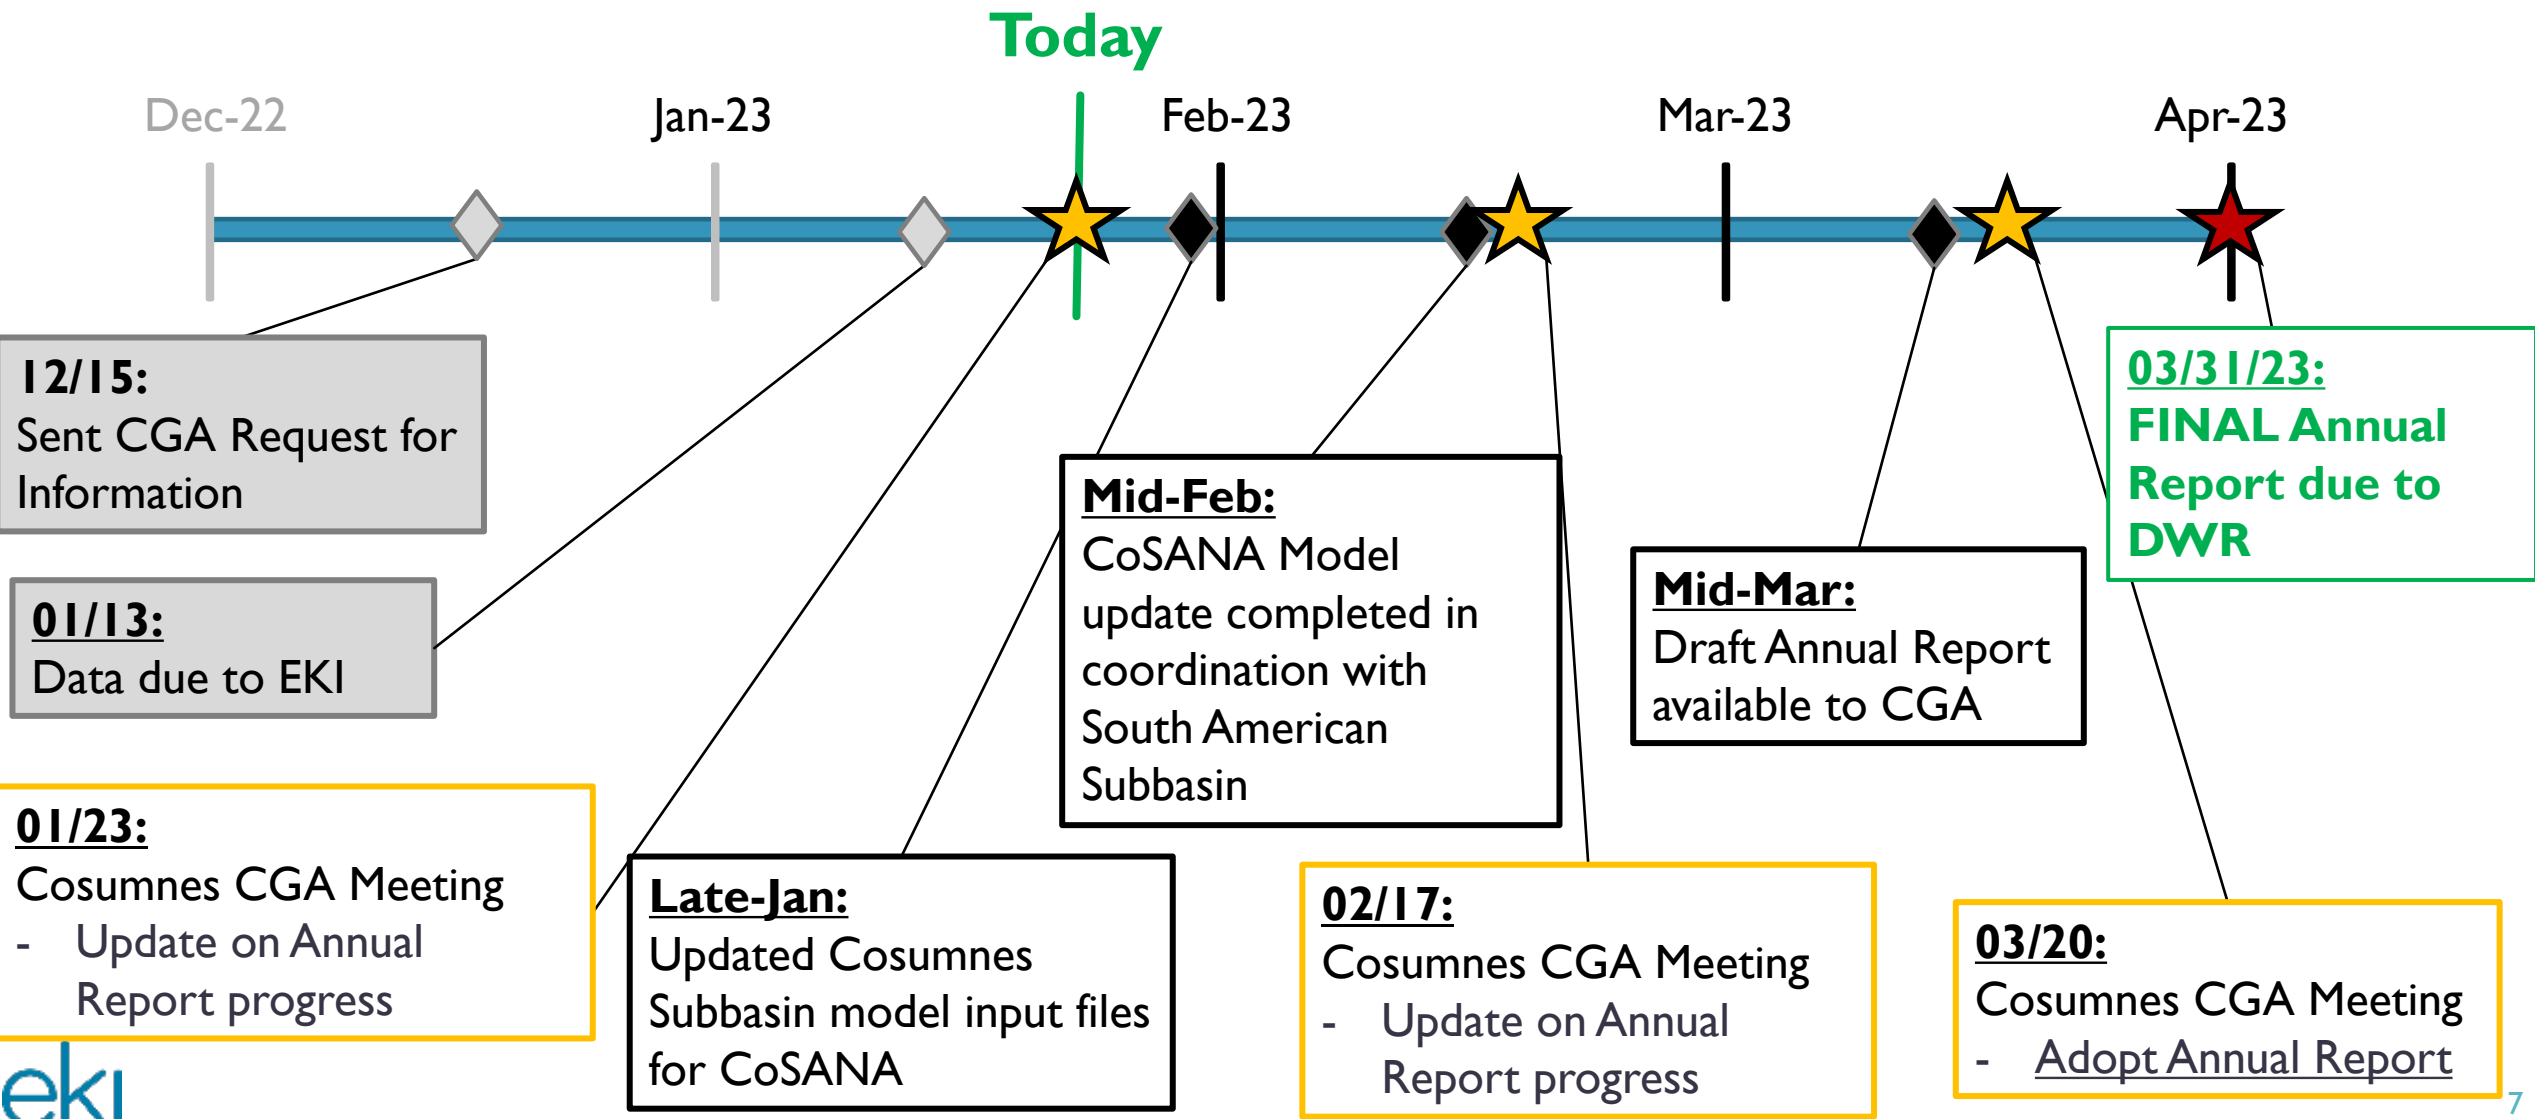 Today
Dec-22
Jan-23
Feb-23
Mar-23
Apr-23
12/15:
Sent CGA Request for
Information
01/13:
Data due to EKI
01/23:
Cosumnes CGA Meeting
- Update on Annual
Report progress
Late-Jan:
Updated Cosumnes
Subbasin model input files
for CoSANA
Mid-Feb:
CoSANA Model
update completed in
coordination with
South American
Subbasin
02/17:
Cosumnes CGA Meeting
- Update on Annual
Report progress
Mid-Mar:
Draft Annual Report
available to CGA
03/20:
Cosumnes CGA Meeting
- Adopt Annual Report
03/31/23:
FINAL Annual
Report due to
DWR
eki
7